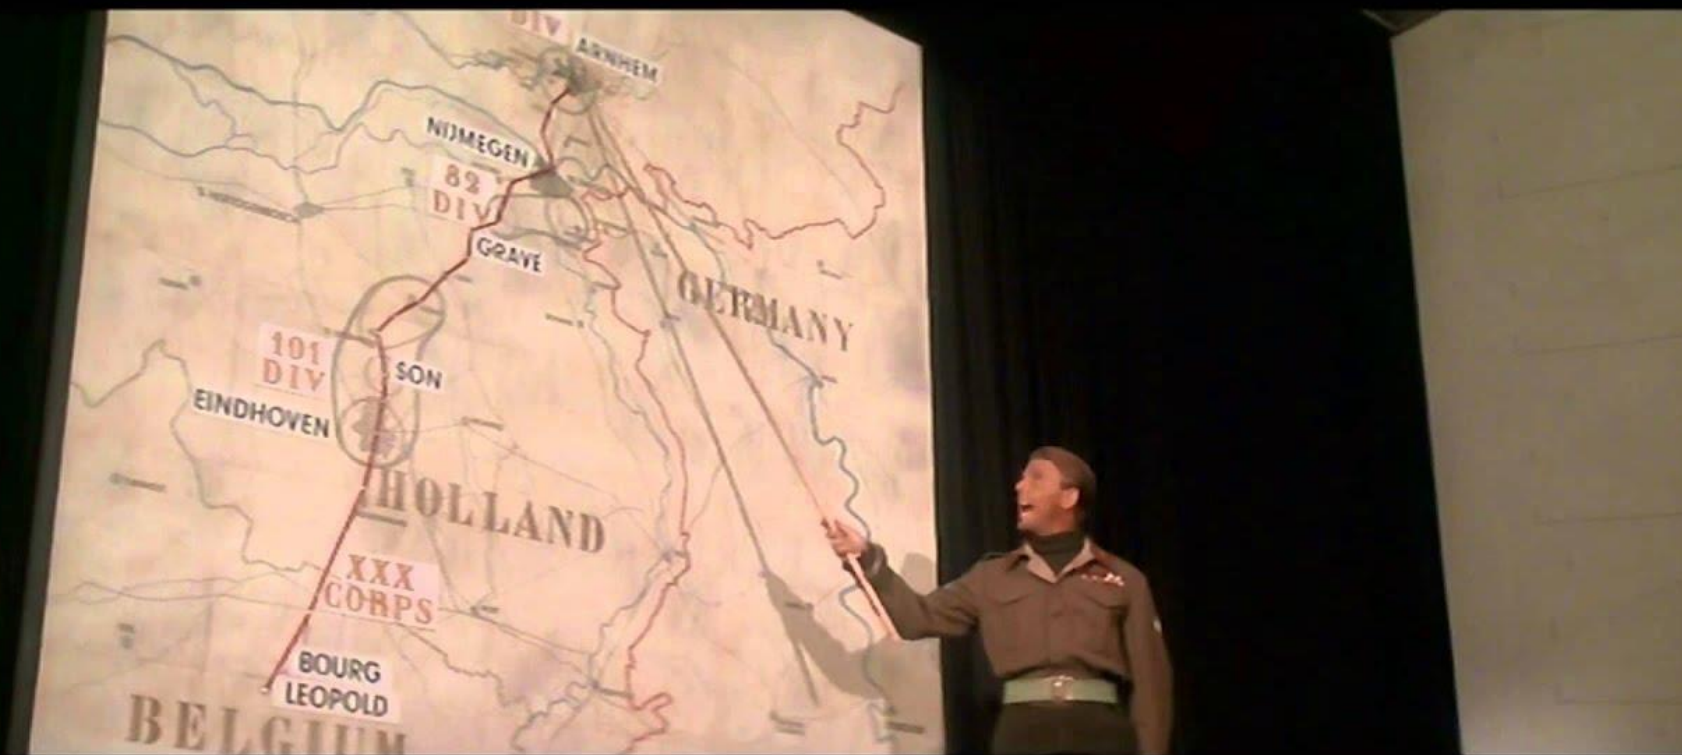 DIV
ARNHEM
NIJMEGEN
82
DIV
GRAVE
GERMANY
101
DIV
SON
EINDHOVEN
HOLLAND
XXX
CORPS
BOURG
LEOPOLD
BELGIUM